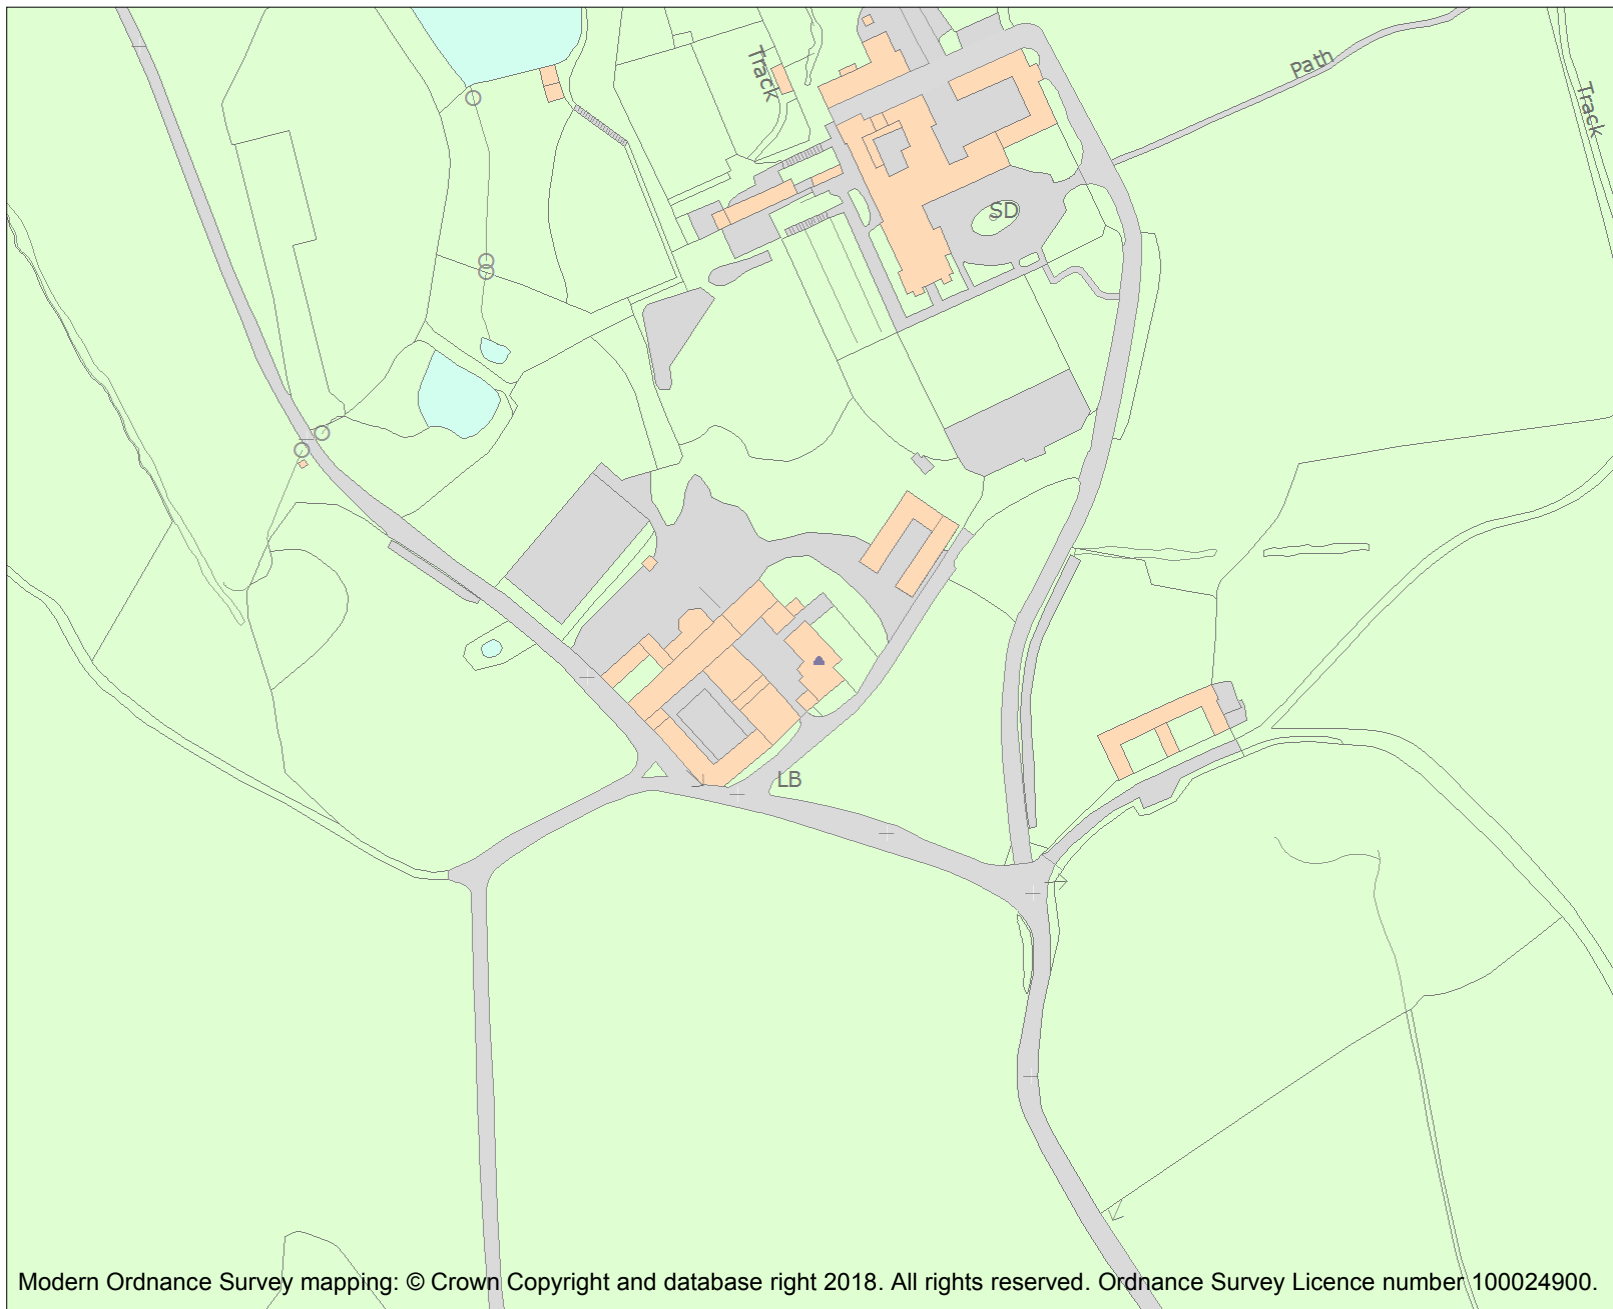 Track
Path
Track
SD
LB
Modern Ordnance Survey mapping: © Crown Copyright and database right 2018. All rights reserved. Ordnance Survey Licence number 100024900.